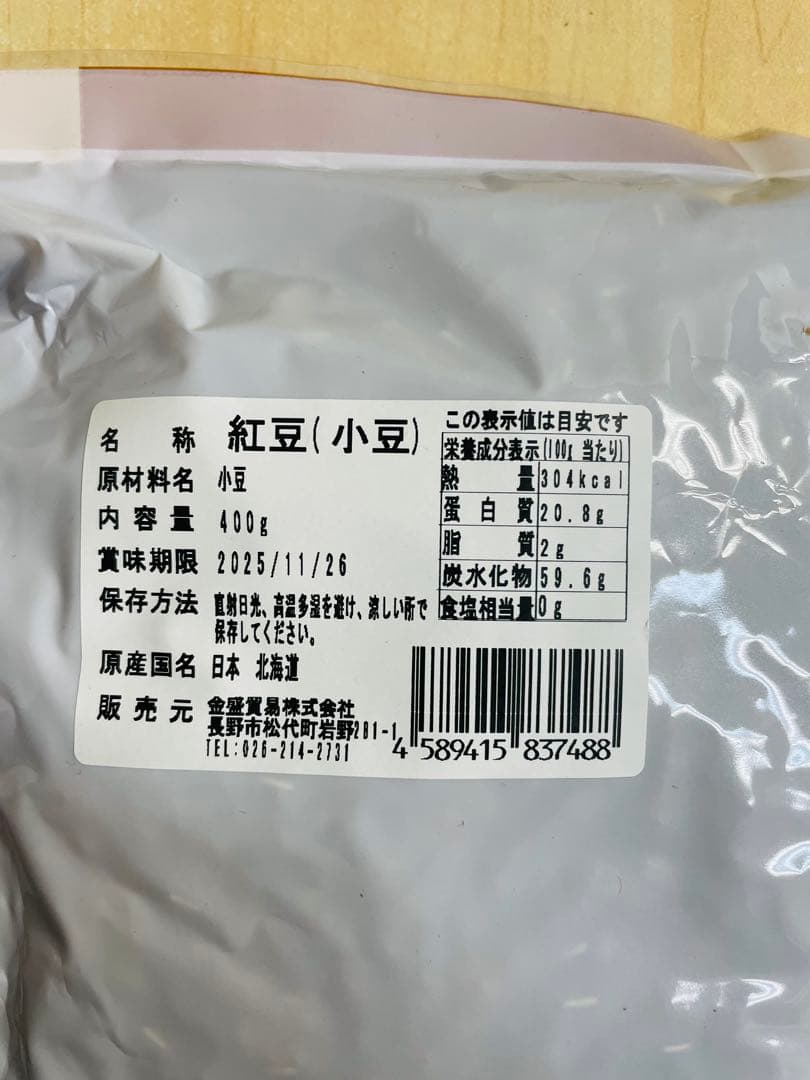 名称 紅豆(小豆)
原材料名 小豆
内容量 400g
賞味期限 2025/11/26
保存方法 直射日光、高温多湿を避け、涼しい所で
保存してください。
原産国名 日本 北海道
販売元 金盛貿易株式会社
長野市松代町岩野281-1
TEL:026-214-2731
この表示値は目安です
栄養成分表示(100g 当たり)
熱量 304kcal
蛋白質 20.8g
脂質 2g
炭水化物 59.6g
食塩相当量 0g
4 589415 837488